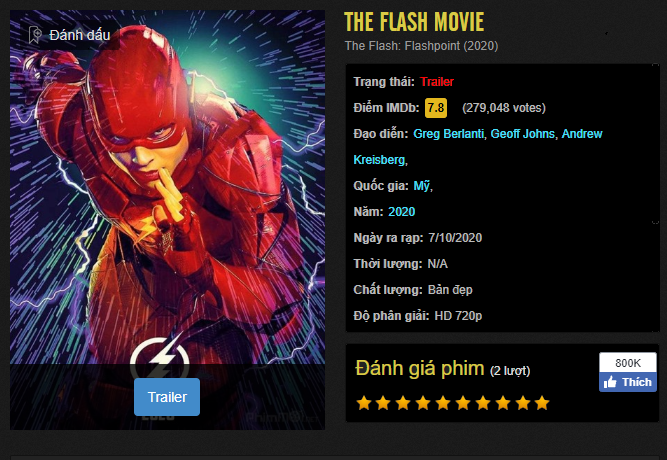 Đánh dấu
THE FLASH MOVIE
The Flash: Flashpoint (2020)
Trạng thái: Trailer
Điểm IMDb: 7.8 (279,048 votes)
Đạo diễn: Greg Berlanti, Geoff Johns, Andrew
Kreisberg,
Quốc gia: Mỹ,
Năm: 2020
Ngày ra rạp: 7/10/2020
Thời lượng: N/A
Chất lượng: Bản đẹp
Độ phân giải: HD 720p
Trailer
2020
Đánh giá phim (2 lượt)
800K
Thích